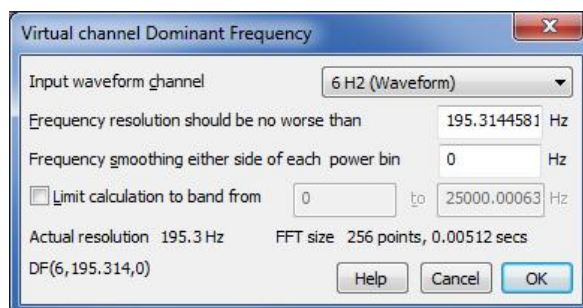 Virtual channel Dominant Frequency
Input waveform channel 6 H2 (Waveform)
Frequency resolution should be no worse than 195.3144581 Hz
Frequency smoothing either side of each power bin 0 Hz
Limit calculation to band from 0 to 25000.00063 Hz
Actual resolution 195.3 Hz FFT size 256 points, 0.00512 secs
DF(6,195.314,0) Help Cancel OK